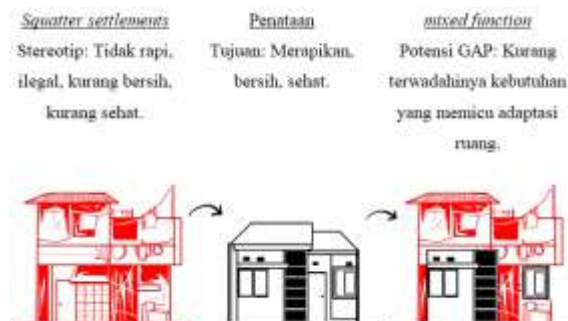 Squatter settlements
Stereotip: Tidak rapi,
ilegal, kurang bersih,
kurang sehat.
Penataan
Tujuan: Merapikan,
bersih, sehat.
mixed function
Potensi GAP: Kurang
terwadahinya kebutuhan
yang memicu adaptasi
ruang.